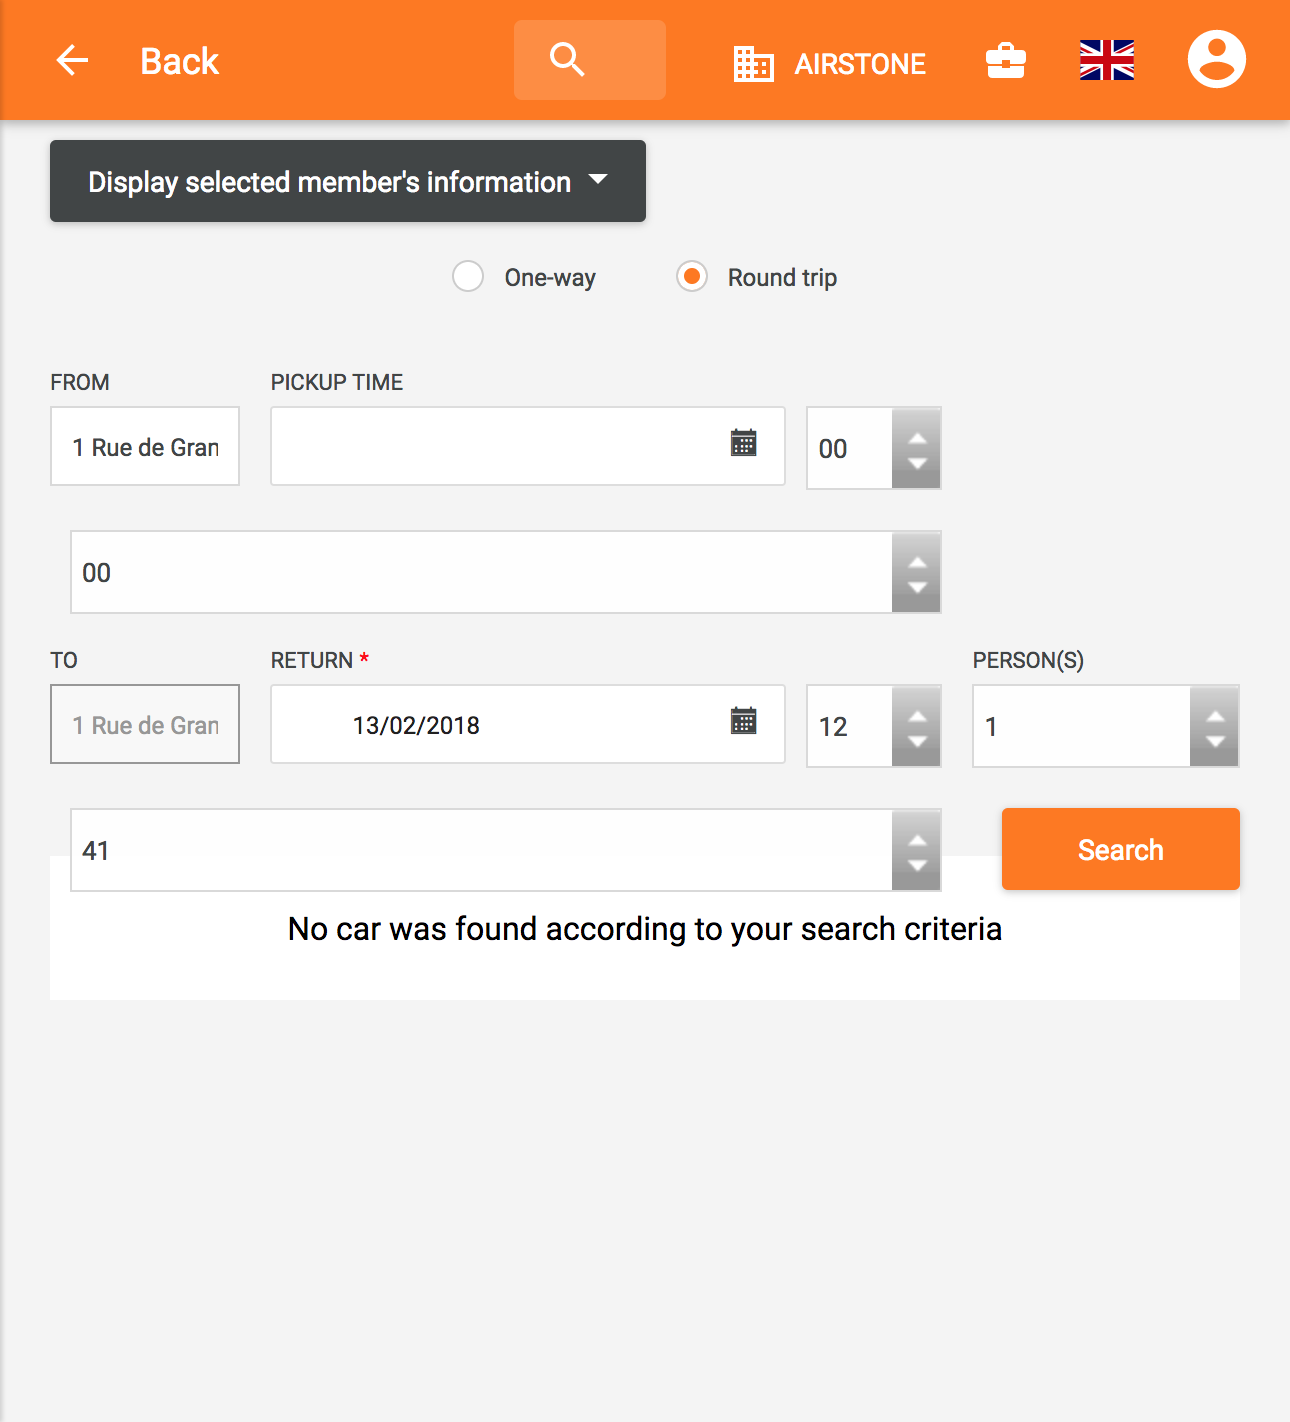 Back
AIRSTONE
Display selected member's information
One-way
Round trip
FROM
PICKUP TIME
1 Rue de Gran
00
00
TO
RETURN *
PERSON(S)
1 Rue de Gran
13/02/2018
12
1
41
Search
No car was found according to your search criteria